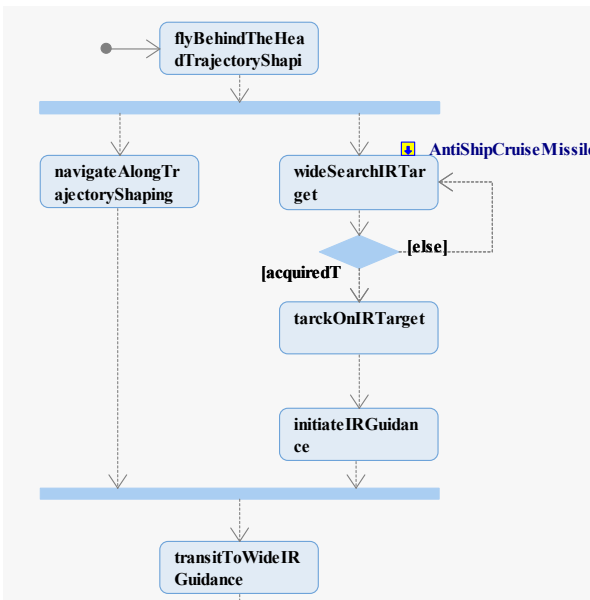 flyBehindTheHea
dTrajectoryShapi
AntiShipCruiseMissile
navigateAlongTr
ajectoryShaping
wideSearchIRTar
get
[else]
[acquiredT
tarckOnIRTarget
initiateIRGuidan
ce
transitToWideIR
Guidance